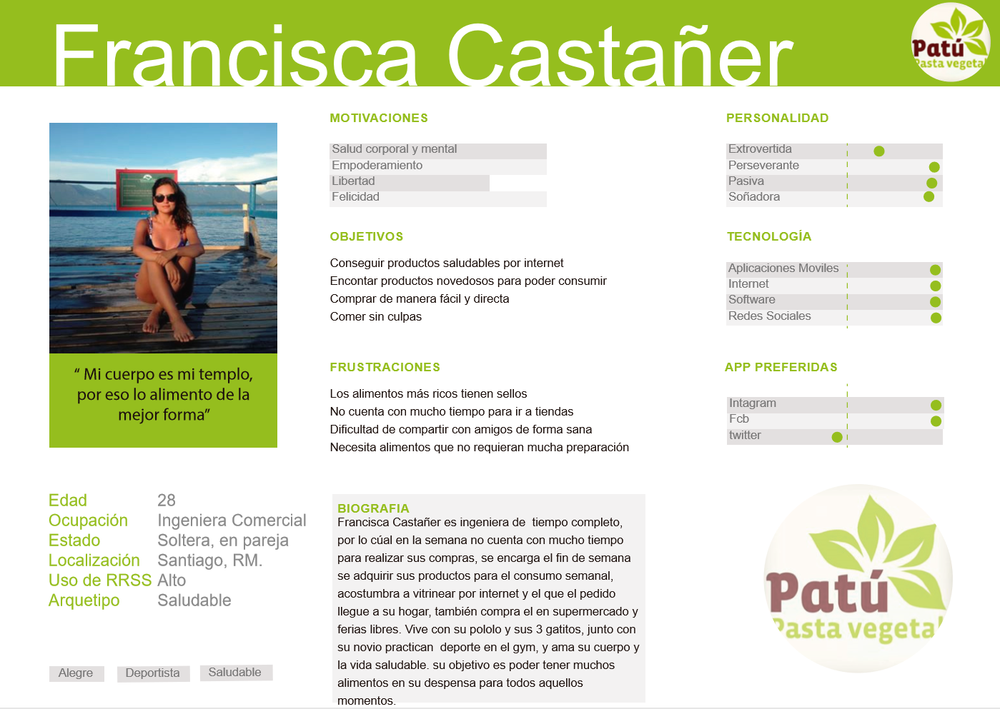 Francisca Castañer
Patú
Pasta vegetal
“ Mi cuerpo es mi templo,
por eso lo alimento de la
mejor forma”
Edad 28
Ocupación Ingeniera Comercial
Estado Soltera, en pareja
Localización Santiago, RM.
Uso de RRSS Alto
Arquetipo Saludable
Alegre Deportista Saludable
MOTIVACIONES
Salud corporal y mental
Empoderamiento
Libertad
Felicidad
OBJETIVOS
Conseguir productos saludables por internet
Encontar productos novedosos para poder consumir
Comprar de manera fácil y directa
Comer sin culpas
FRUSTRACIONES
Los alimentos más ricos tienen sellos
No cuenta con mucho tiempo para ir a tiendas
Dificultad de compartir con amigos de forma sana
Necesita alimentos que no requieran mucha preparación
BIOGRAFIA
Francisca Castañer es ingeniera de  tiempo completo,
por lo cúal en la semana no cuenta con mucho tiempo
para realizar sus compras, se encarga el fin de semana
se adquirir sus productos para el consumo semanal,
acostumbra a vitrinear por internet y el que el pedido
llegue a su hogar, también compra el en supermercado y
ferias libres. Vive con su pololo y sus 3 gatitos, junto con
su novio practican  deporte en el gym, y ama su cuerpo y
la vida saludable. su objetivo es poder tener muchos
alimentos en su despensa para todos aquellos
momentos.
PERSONALIDAD
Extrovertida
Perseverante
Pasiva
Soñadora
TECNOLOGÍA
Aplicaciones Moviles
Internet
Software
Redes Sociales
APP PREFERIDAS
Intagram
Fcb
twitter
Patú
Pasta vegetal